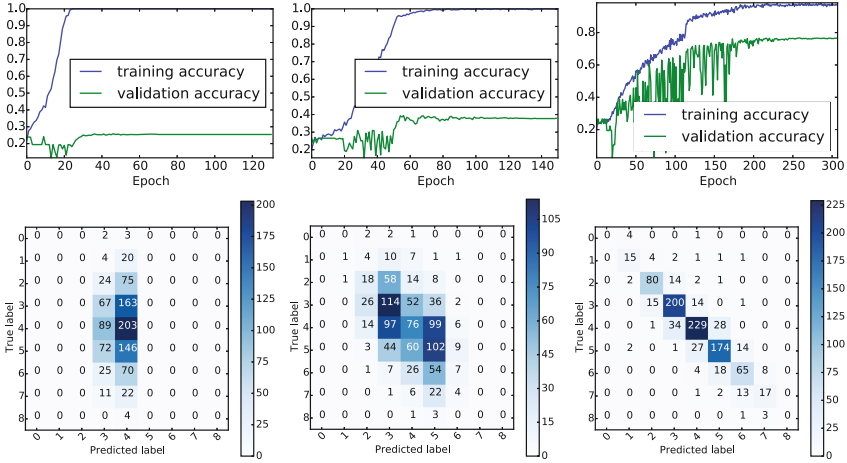 1.0
0.9
0.8
0.7
0.6
0.5
0.4
0.3
0.2
training accuracy
validation accuracy
0 20 40 60 80 100 120
Epoch
1.0
0.9
0.8
0.7
0.6
0.5
0.4
0.3
0.2
training accuracy
validation accuracy
0 20 40 60 80 100 120 140
Epoch
0.8
0.6
0.4
0.2
training accuracy
validation accuracy
0 50 100 150 200 250 300
Epoch
True label
0 0 0 0 2 3 0 0 0 0
1 0 0 0 4 20 0 0 0 0
2 0 0 0 24 75 0 0 0 0
3 0 0 0 67 163 0 0 0 0
4 0 0 0 89 203 0 0 0 0
5 0 0 0 72 146 0 0 0 0
6 0 0 0 25 70 0 0 0 0
7 0 0 0 11 22 0 0 0 0
8 0 0 0 0 4 0 0 0 0
0 1 2 3 4 5 6 7 8
Predicted label
200
175
150
125
100
75
50
25
0
True label
0 0 0 1 2 1 1 0 0 0
1 0 1 4 10 7 1 0 0 0
2 0 1 18 58 14 8 0 0 0
3 0 0 26 114 52 36 2 0 0
4 0 0 14 97 76 99 6 0 0
5 0 0 3 44 60 102 9 0 0
6 0 0 1 7 26 54 7 0 0
7 0 0 0 1 6 22 4 0 0
8 0 0 0 0 1 3 0 0 0
0 1 2 3 4 5 6 7 8
Predicted label
105
90
75
60
45
30
15
0
True label
0 0 4 0 0 1 0 0 0 0
1 0 15 4 2 1 1 0 0 0
2 0 2 80 14 2 1 0 0 0
3 0 0 15 200 14 0 1 0 0
4 0 0 1 34 229 28 0 0 0
5 0 2 0 1 27 174 14 0 0
6 0 0 0 0 4 18 65 8 0
7 0 0 0 0 1 2 13 17 0
8 0 0 0 0 0 0 1 3 0
0 1 2 3 4 5 6 7 8
Predicted label
225
200
175
150
125
100
75
50
25
0